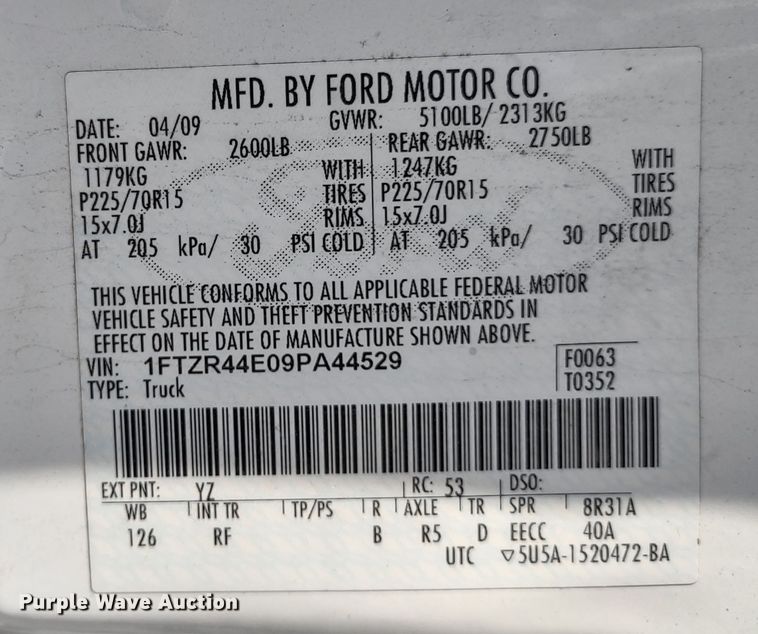 MFD. BY FORD MOTOR CO.
DATE: 04/09 GVWR: 5100LB/ 2313KG
FRONT GAWR: 2600LB REAR GAWR: 2750LB
1179KG WITH 1247KG WITH
P225/70R15 TIRES P225/70R15 TIRES
15x7.0J RIMS 15x7.0J RIMS
AT 205 kPa/ 30 PSI COLD AT 205 kPa/ 30 PSI COLD
THIS VEHICLE CONFORMS TO ALL APPLICABLE FEDERAL MOTOR
VEHICLE SAFETY AND THEFT PREVENTION STANDARDS IN
EFFECT ON THE DATE OF MANUFACTURE SHOWN ABOVE.
VIN: 1FTZR44E09PA44529 F0063
TYPE: Truck T0352
EXT PNT: YZ RC: 53 DSO:
WB INT TR TP/PS R AXLE TR SPR 8R31A
126 RF B R5 D EECC 40A
UTC ▽5U5A-1520472-BA
Purple Wave Auction